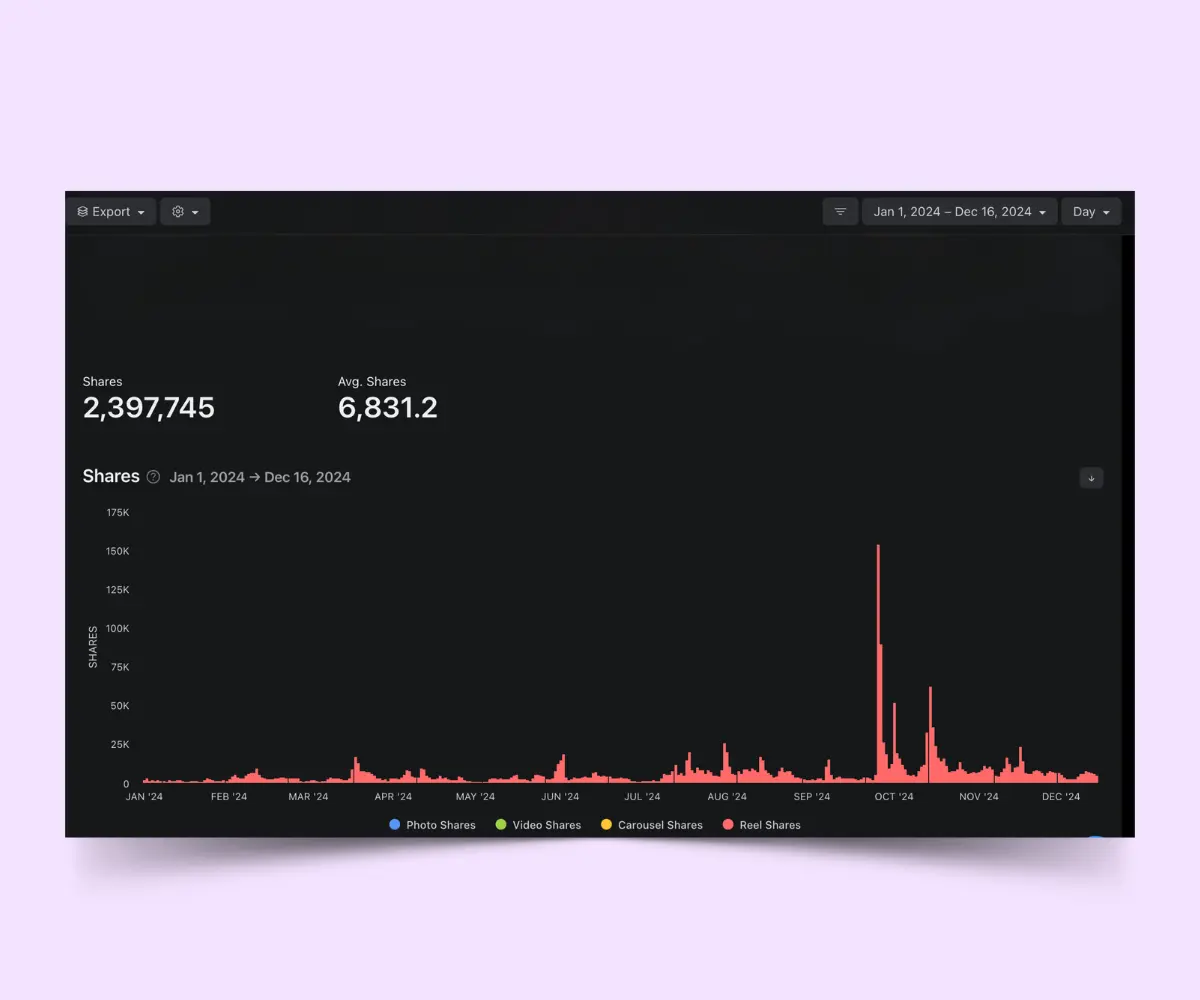 Export
Jan 1, 2024 – Dec 16, 2024
Day
Shares
2,397,745
Avg. Shares
6,831.2
Shares ? Jan 1, 2024 → Dec 16, 2024
175K
150K
125K
100K
75K
50K
25K
0
SHARES
JAN '24 FEB '24 MAR '24 APR '24 MAY '24 JUN '24 JUL '24 AUG '24 SEP '24 OCT '24 NOV '24 DEC '24
Photo Shares Video Shares Carousel Shares Reel Shares